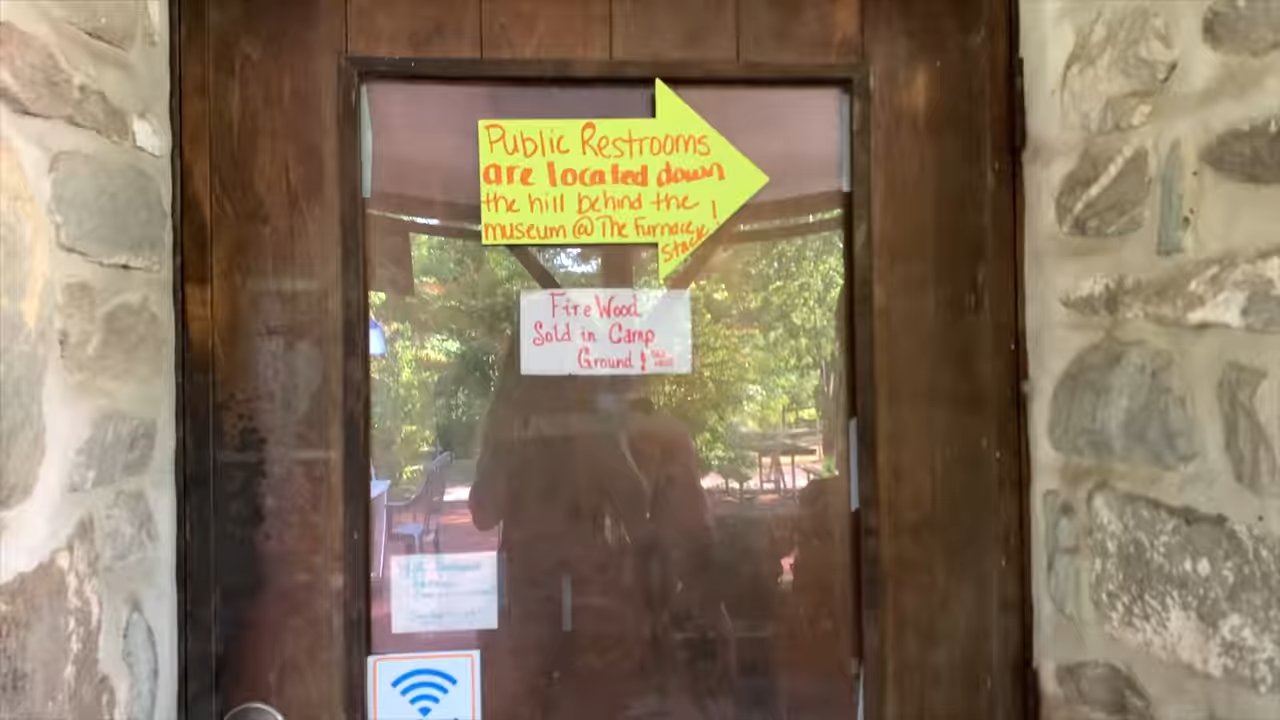 Public Restrooms
are located down
the hill behind the
museum @ The Furnace
Stack!
Fire Wood
Sold in Camp
Ground!